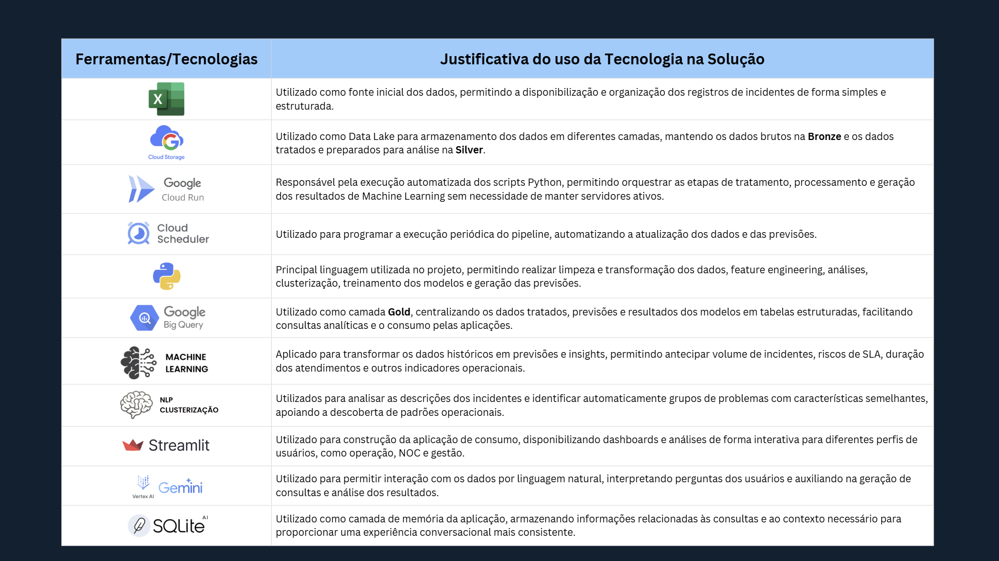 Ferramentas/Tecnologias
Justificativa do uso da Tecnologia na Solução
X
Utilizado como fonte inicial dos dados, permitindo a disponibilização e organização dos registros de incidentes de forma simples e
estruturada.
Cloud Storage
Utilizado como Data Lake para armazenamento dos dados em diferentes camadas, mantendo os dados brutos na Bronze e os dados
tratados e preparados para análise na Silver.
Google
Cloud Run
Responsável pela execução automatizada dos scripts Python, permitindo orquestrar as etapas de tratamento, processamento e geração
dos resultados de Machine Learning sem necessidade de manter servidores ativos.
Cloud
Scheduler
Utilizado para programar a execução periódica do pipeline, automatizando a atualização dos dados e das previsões.
Principal linguagem utilizada no projeto, permitindo realizar limpeza e transformação dos dados, feature engineering, análises,
clusterização, treinamento dos modelos e geração das previsões.
Google
Big Query
Utilizado como camada Gold, centralizando os dados tratados, previsões e resultados dos modelos em tabelas estruturadas, facilitando
consultas analíticas e o consumo pelas aplicações.
MACHINE
LEARNING
Aplicado para transformar os dados históricos em previsões e insights, permitindo antecipar volume de incidentes, riscos de SLA, duração
dos atendimentos e outros indicadores operacionais.
NLP
CLUSTERIZAÇÃO
Utilizados para analisar as descrições dos incidentes e identificar automaticamente grupos de problemas com características semelhantes,
apoiando a descoberta de padrões operacionais.
Streamlit
Utilizado para construção da aplicação de consumo, disponibilizando dashboards e análises de forma interativa para diferentes perfis de
usuários, como operação, NOC e gestão.
Vertex AI
Gemini
Utilizado para permitir interação com os dados por linguagem natural, interpretando perguntas dos usuários e auxiliando na geração de
consultas e análise dos resultados.
SQLite AI
Utilizado como camada de memória da aplicação, armazenando informações relacionadas às consultas e ao contexto necessário para
proporcionar uma experiência conversacional mais consistente.